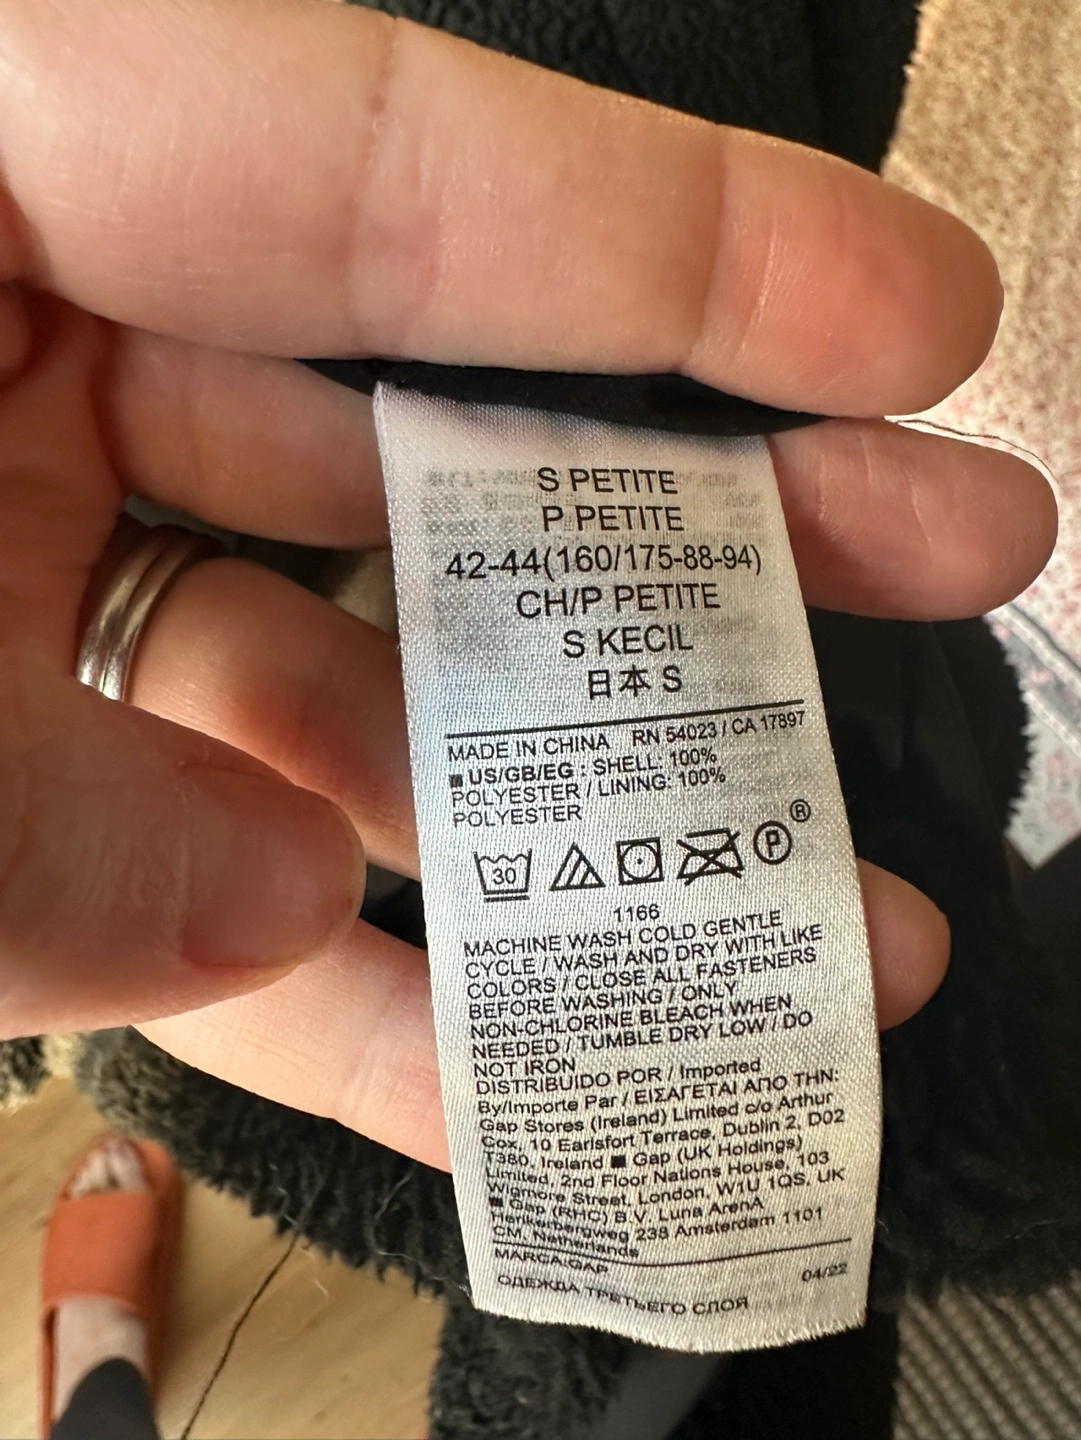 S PETITE
P PETITE
42-44(160/175-88-94)
CH/P PETITE
S KECIL
日本 S
MADE IN CHINA RN 54023 / CA 17897
■ US/GB/EG : SHELL: 100%
POLYESTER / LINING: 100%
POLYESTER
30 P ®
1166
MACHINE WASH COLD GENTLE
CYCLE / WASH AND DRY WITH LIKE
COLORS / CLOSE ALL FASTENERS
BEFORE WASHING / ONLY
NON-CHLORINE BLEACH WHEN
NEEDED / TUMBLE DRY LOW / DO
NOT IRON
DISTRIBUIDO POR / Imported
By/Importe Par / ΕΙΣΑΓΕΤΑΙ ΑΠΟ ΤΗΝ:
Gap Stores (Ireland) Limited c/o Arthur
Cox, 10 Earlsfort Terrace, Dublin 2, D02
T380, Ireland ■ Gap (UK Holdings)
Limited, 2nd Floor Nations House, 103
Wigmore Street, London, W1U 1QS, UK
■ Gap (RHC) B.V. Luna ArenA
Herikerbergweg 238 Amsterdam 1101
CM, Netherlands
MARCA:GAP
04/22
ОДЕЖДА ТРЕТЬЕГО СЛОЯ